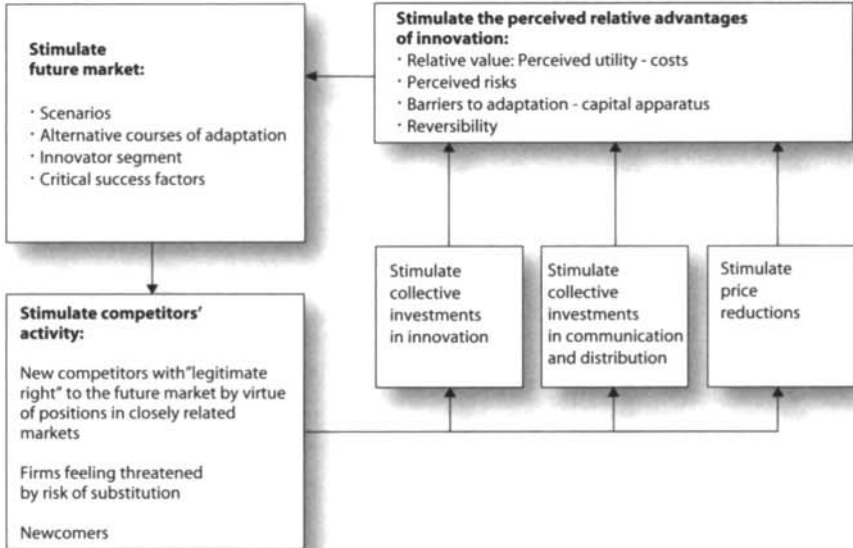 Stimulate
future market:
· Scenarios
· Alternative courses of adaptation
· Innovator segment
· Critical success factors
Stimulate the perceived relative advantages
of innovation:
· Relative value: Perceived utility - costs
· Perceived risks
· Barriers to adaptation - capital apparatus
· Reversibility
Stimulate competitors’
activity:
New competitors with“legitimate
right” to the future market by virtue
of positions in closely related
markets
Firms feeling threatened
by risk of substitution
Newcomers
Stimulate
collective
investments
in innovation
Stimulate
collective
investments
in communication
and distribution
Stimulate
price
reductions